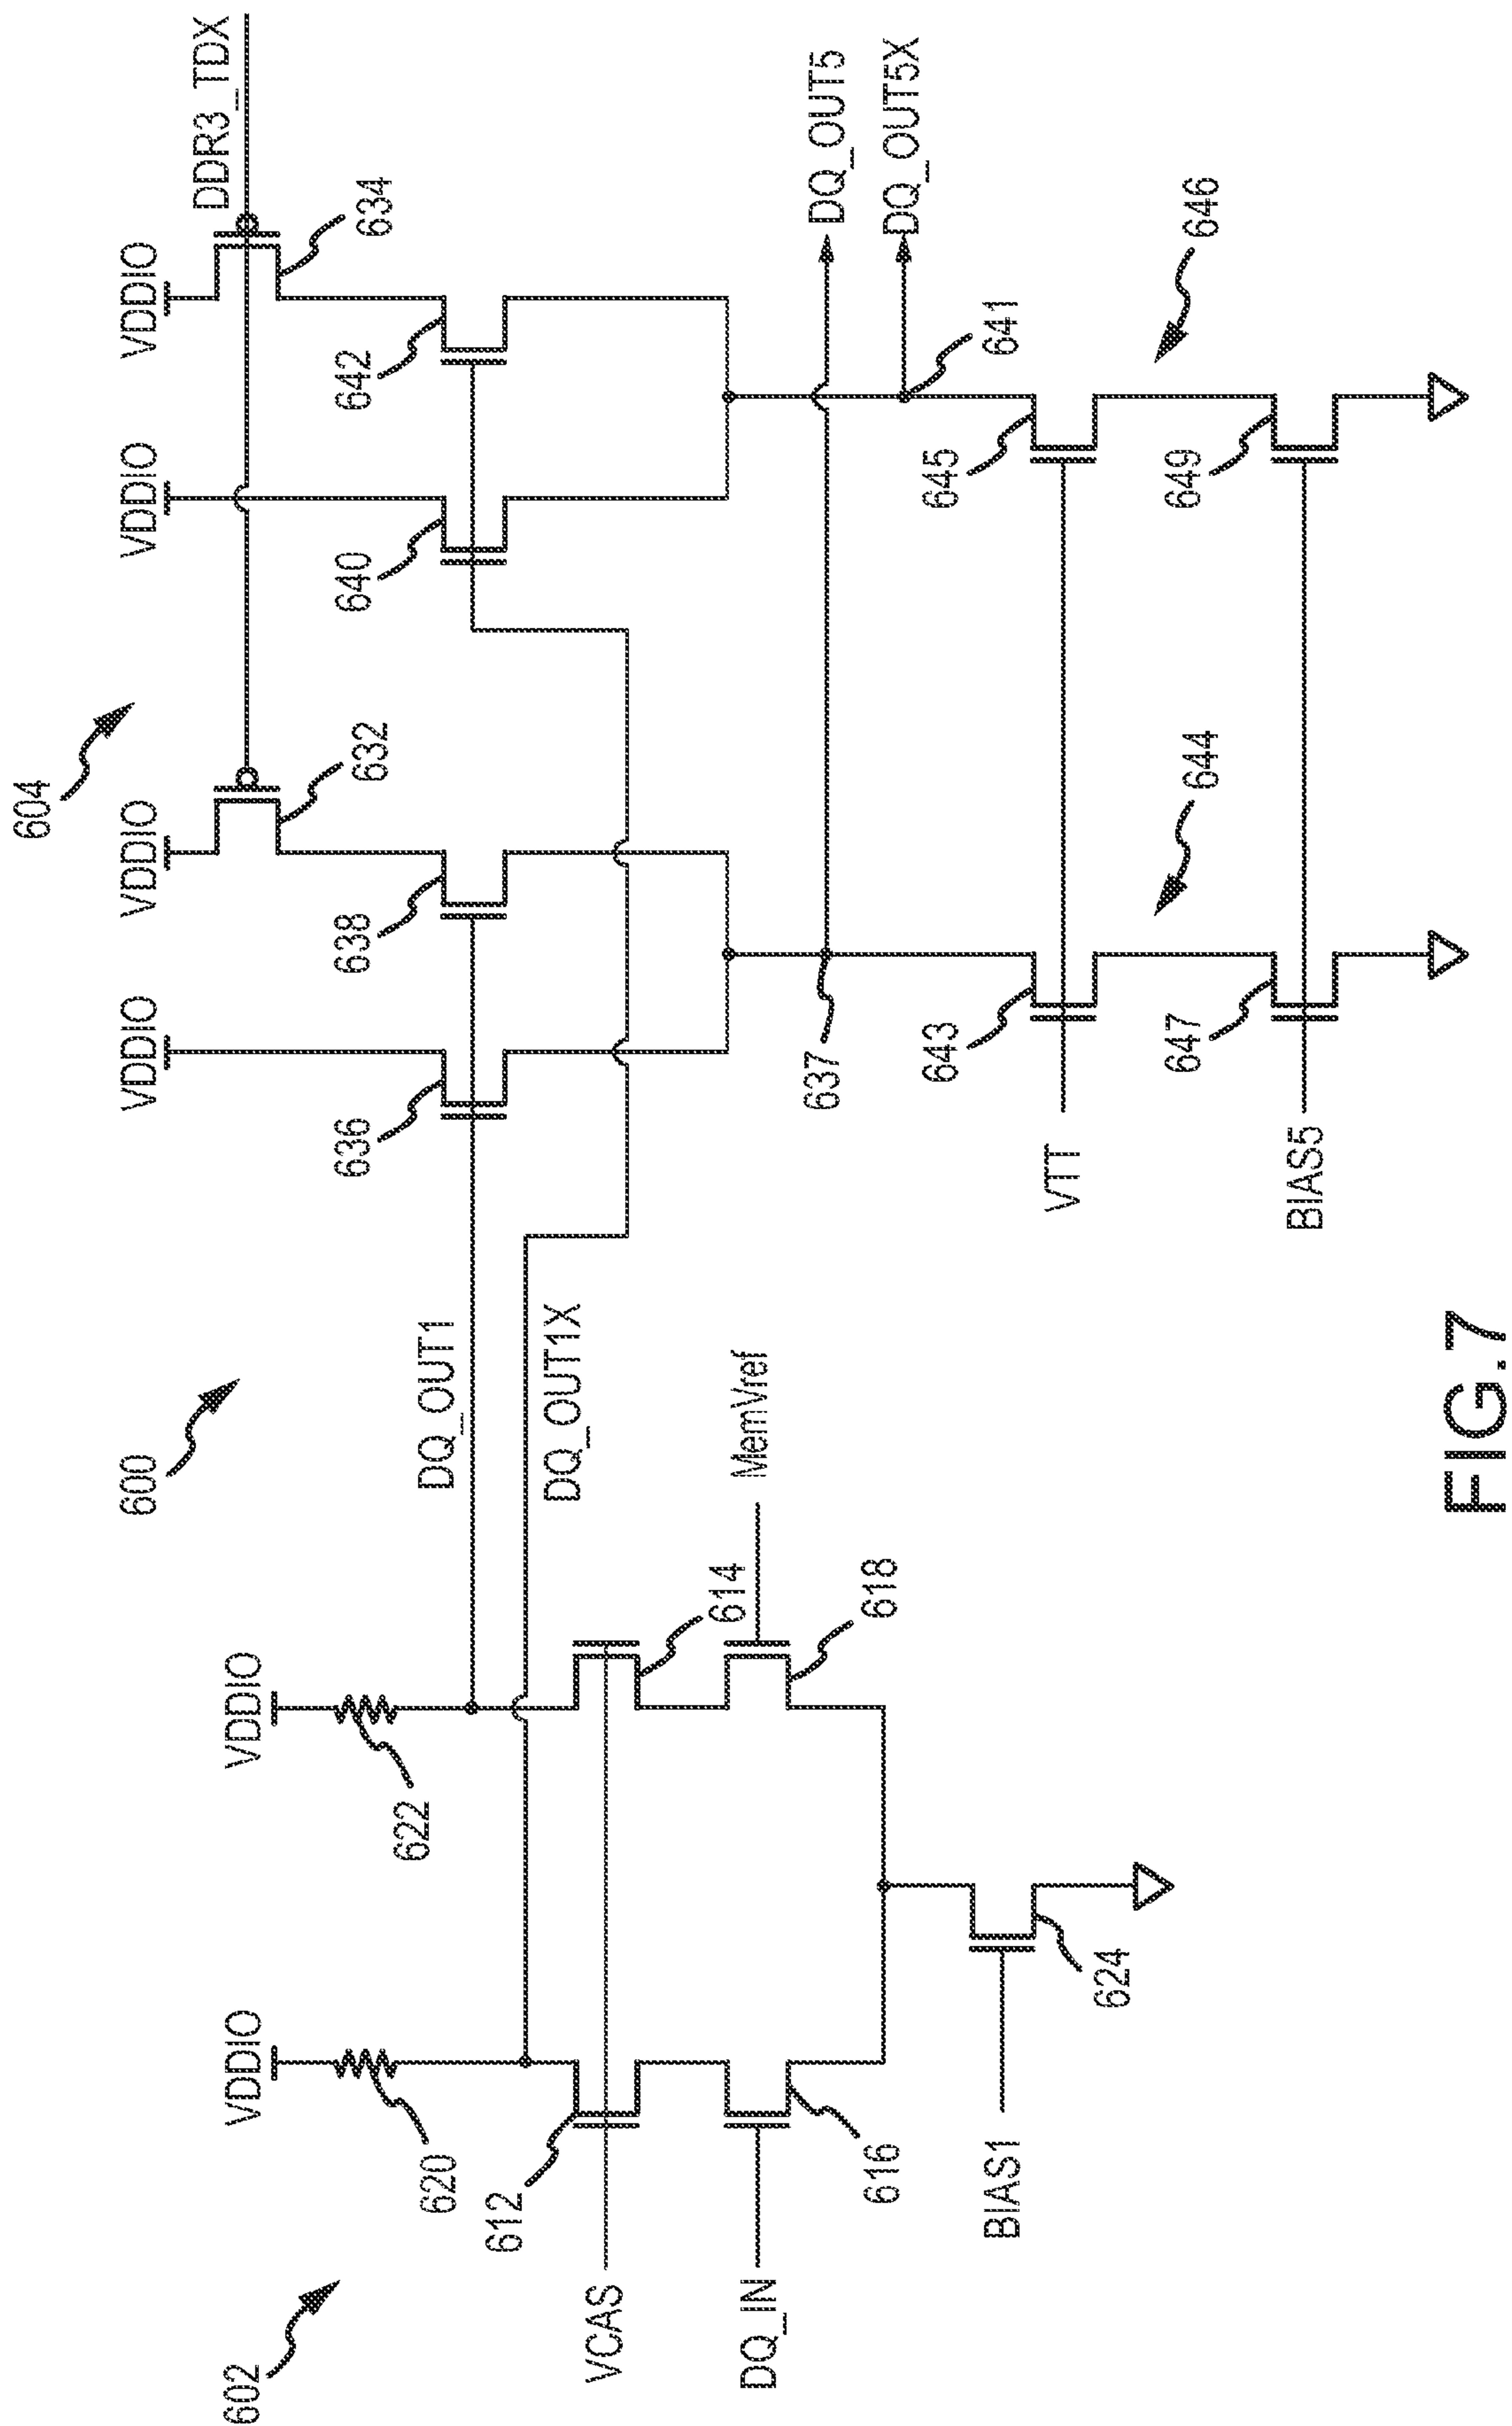 604
DDR3_TDX
VDDIO
VDDIO
VDDIO
VDDIO
632
634
636
638
640
642
600
DQ_OUT1
DQ_OUT1X
DQ_OUT5
DQ_OUT5X
637
641
643
645
644
646
VTT
647
649
BIAS5
602
VDDIO
VDDIO
620
622
612
614
VCAS
DQ_IN
MemVref
616
618
BIAS1
624
FIG.7